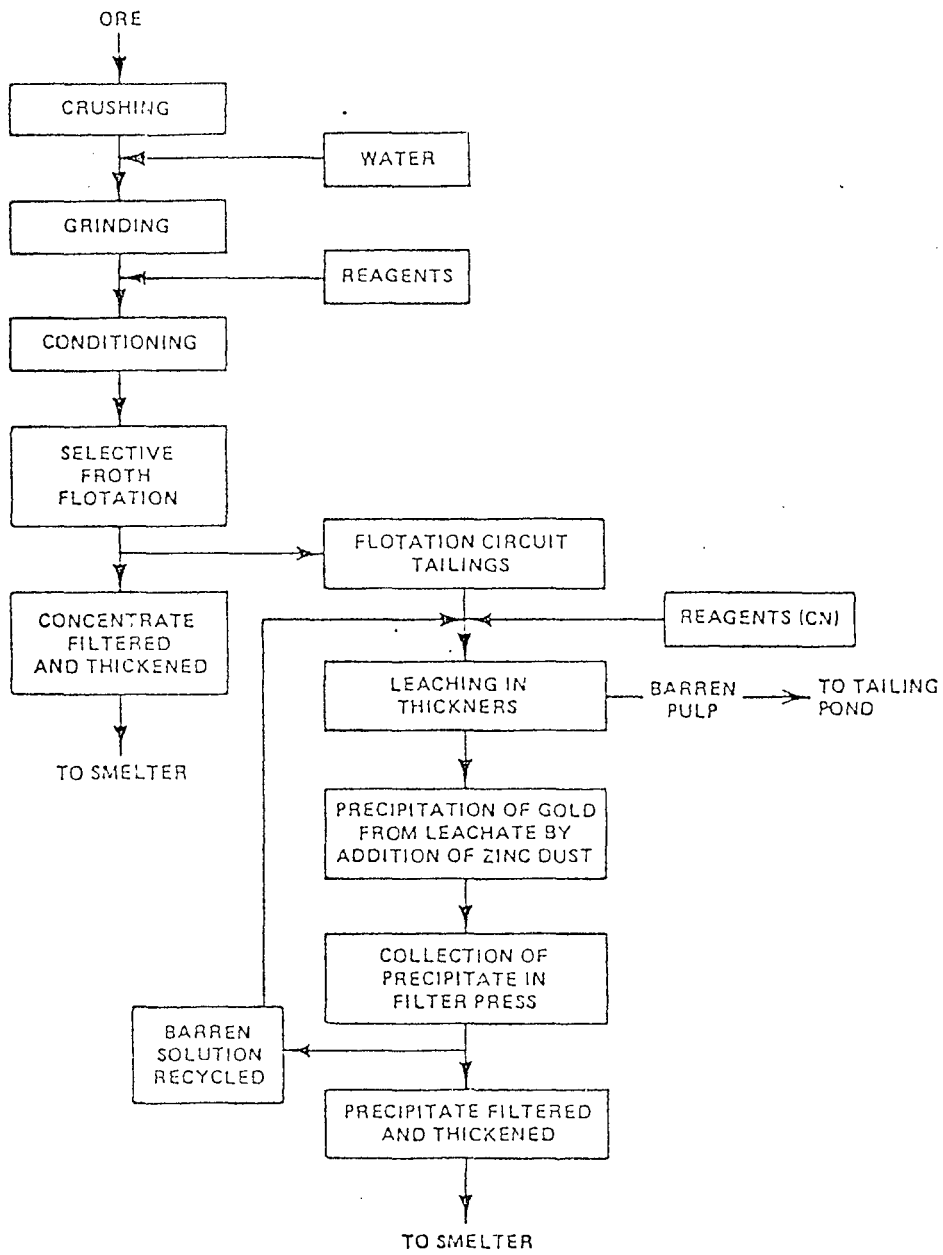 ORE
CRUSHING
WATER
GRINDING
REAGENTS
CONDITIONING
SELECTIVE
FROTH
FLOTATION
FLOTATION CIRCUIT
TAILINGS
CONCENTRATE
FILTERED
AND THICKENED
TO SMELTER
REAGENTS (CN)
LEACHING IN
THICKNERS
BARREN
PULP
TO TAILING
POND
PRECIPITATION OF GOLD
FROM LEACHATE BY
ADDITION OF ZINC DUST
COLLECTION OF
PRECIPITATE IN
FILTER PRESS
BARREN
SOLUTION
RECYCLED
PRECIPITATE FILTERED
AND THICKENED
TO SMELTER